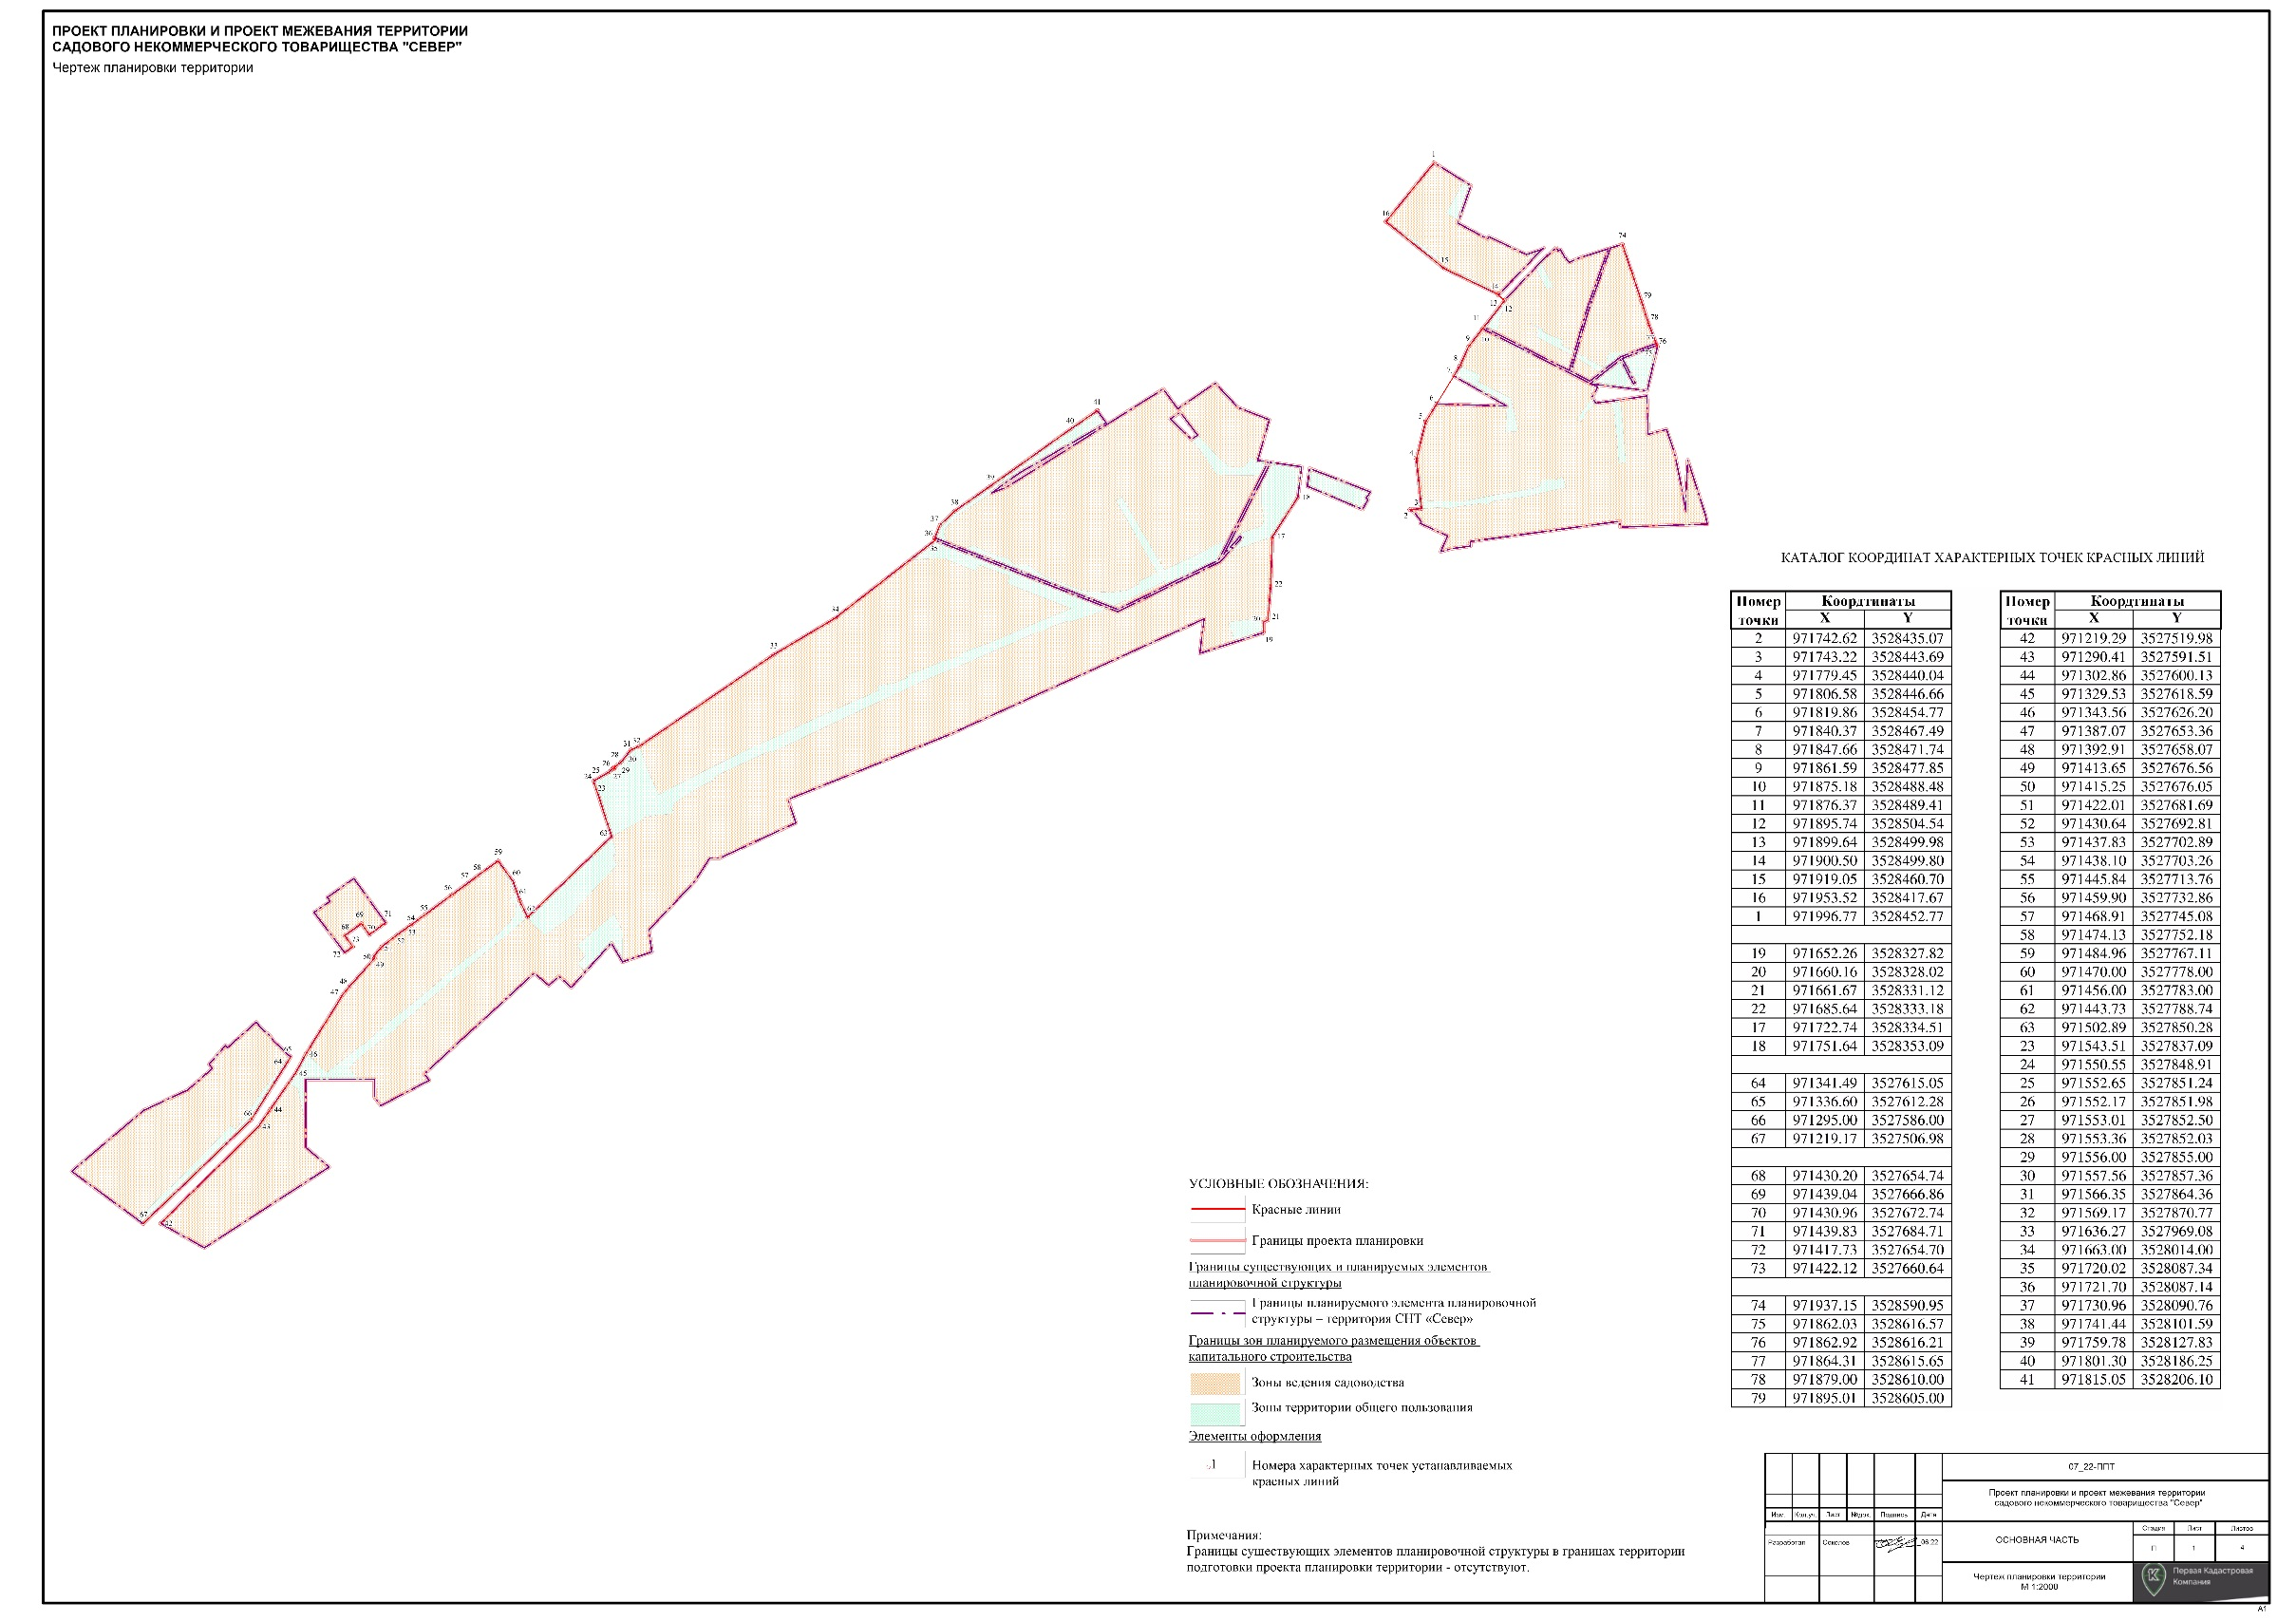 ПРОЕКТ ПЛАНИРОВКИ И ПРОЕКТ МЕЖЕВАНИЯ ТЕРРИТОРИИ
САДОВОГО НЕКОММЕРЧЕСКОГО ТОВАРИЩЕСТВА "СЕВЕР"
Чертеж планировки территории
КАТАЛОГ КООРДИНАТ ХАРАКТЕРНЫХ ТОЧЕК КРАСНЫХ ЛИНИЙ
Номер точки Координаты
X Y
2 971742.62 3528435.07
3 971743.22 3528443.69
4 971779.45 3528440.04
5 971806.58 3528446.66
6 971819.86 3528454.77
7 971840.37 3528467.49
8 971847.66 3528471.74
9 971861.59 3528477.85
10 971875.18 3528488.48
11 971876.37 3528489.41
12 971895.74 3528504.54
13 971899.64 3528499.98
14 971900.50 3528499.80
15 971919.05 3528460.70
16 971953.52 3528417.67
1 971996.77 3528452.77
19 971652.26 3528327.82
20 971660.16 3528328.02
21 971661.67 3528331.12
22 971685.64 3528333.18
17 971722.74 3528334.51
18 971751.64 3528353.09
64 971341.49 3527615.05
65 971336.60 3527612.28
66 971295.00 3527586.00
67 971219.17 3527506.98
68 971430.20 3527654.74
69 971439.04 3527666.86
70 971430.96 3527672.74
71 971439.83 3527684.71
72 971417.73 3527654.70
73 971422.12 3527660.64
74 971937.15 3528590.95
75 971862.03 3528616.57
76 971862.92 3528616.21
77 971864.31 3528615.65
78 971879.00 3528610.00
79 971895.01 3528605.00
Номер точки Координаты
X Y
42 971219.29 3527519.98
43 971290.41 3527591.51
44 971302.86 3527600.13
45 971329.53 3527618.59
46 971343.56 3527626.20
47 971387.07 3527653.36
48 971392.91 3527658.07
49 971413.65 3527676.56
50 971415.25 3527676.05
51 971422.01 3527681.69
52 971430.64 3527692.81
53 971437.83 3527702.89
54 971438.10 3527703.26
55 971445.84 3527713.76
56 971459.90 3527732.86
57 971468.91 3527745.08
58 971474.13 3527752.18
59 971484.96 3527767.11
60 971470.00 3527778.00
61 971456.00 3527783.00
62 971443.73 3527788.74
63 971502.89 3527850.28
23 971543.51 3527837.09
24 971550.55 3527848.91
25 971552.65 3527851.24
26 971552.17 3527851.98
27 971553.01 3527852.50
28 971553.36 3527852.03
29 971556.00 3527855.00
30 971557.56 3527857.36
31 971566.35 3527864.36
32 971569.17 3527870.77
33 971636.27 3527969.08
34 971663.00 3528014.00
35 971720.02 3528087.34
36 971721.70 3528087.14
37 971730.96 3528090.76
38 971741.44 3528101.59
39 971759.78 3528127.83
40 971801.30 3528186.25
41 971815.05 3528206.10
УСЛОВНЫЕ ОБОЗНАЧЕНИЯ:
Красные линии
Границы проекта планировки
Границы существующих и планируемых элементов
планировочной структуры
Границы планируемого элемента планировочной
структуры – территория СНТ «Север»
Границы зон планируемого размещения объектов
капитального строительства
Зоны ведения садоводства
Зоны территории общего пользования
Элементы оформления
1 Номера характерных точек устанавливаемых
красных линий
Примечания:
Границы существующих элементов планировочной структуры в границах территории
подготовки проекта планировки территории - отсутствуют.
07_22-ППТ
Проект планировки и проект межевания территории
садового некоммерческого товарищества "Север"
Изм. Кол.уч. Лист №док. Подпись Дата
Разработал Соколов 06.22
ОСНОВНАЯ ЧАСТЬ
Стадия Лист Листов
П 1 4
Чертеж планировки территории
М 1:2000
Первая Кадастровая
Компания
А1